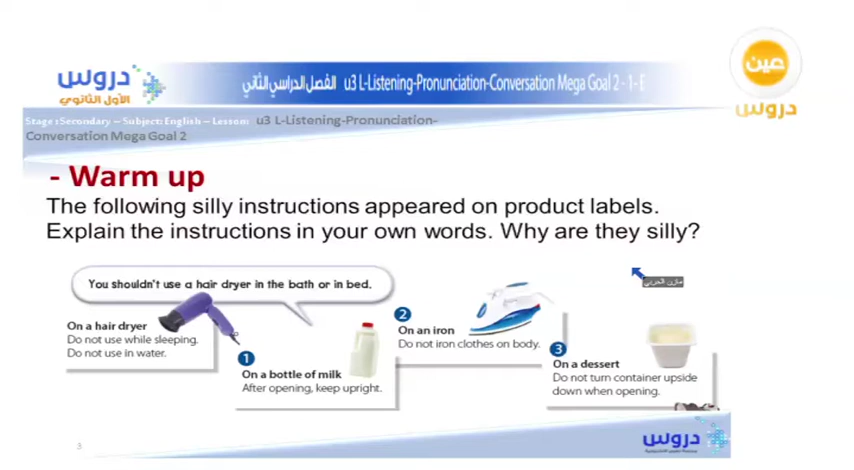 دروس
الأول الثانوي
الفصل الدراسي الثاني u3 L-Listening-Pronunciation-Conversation Mega Goal 2 - 1- E
عين
دروس
Stage :Secondary – Subject: English – Lesson: u3 L-Listening-Pronunciation-
Conversation Mega Goal 2
- Warm up
The following silly instructions appeared on product labels.
Explain the instructions in your own words. Why are they silly?
You shouldn't use a hair dryer in the bath or in bed.
مازن الحربي
On a hair dryer
Do not use while sleeping.
Do not use in water.
1
On a bottle of milk
After opening, keep upright.
2
On an iron
Do not iron clothes on body.
3
On a dessert
Do not turn container upside
down when opening.
3
دروس